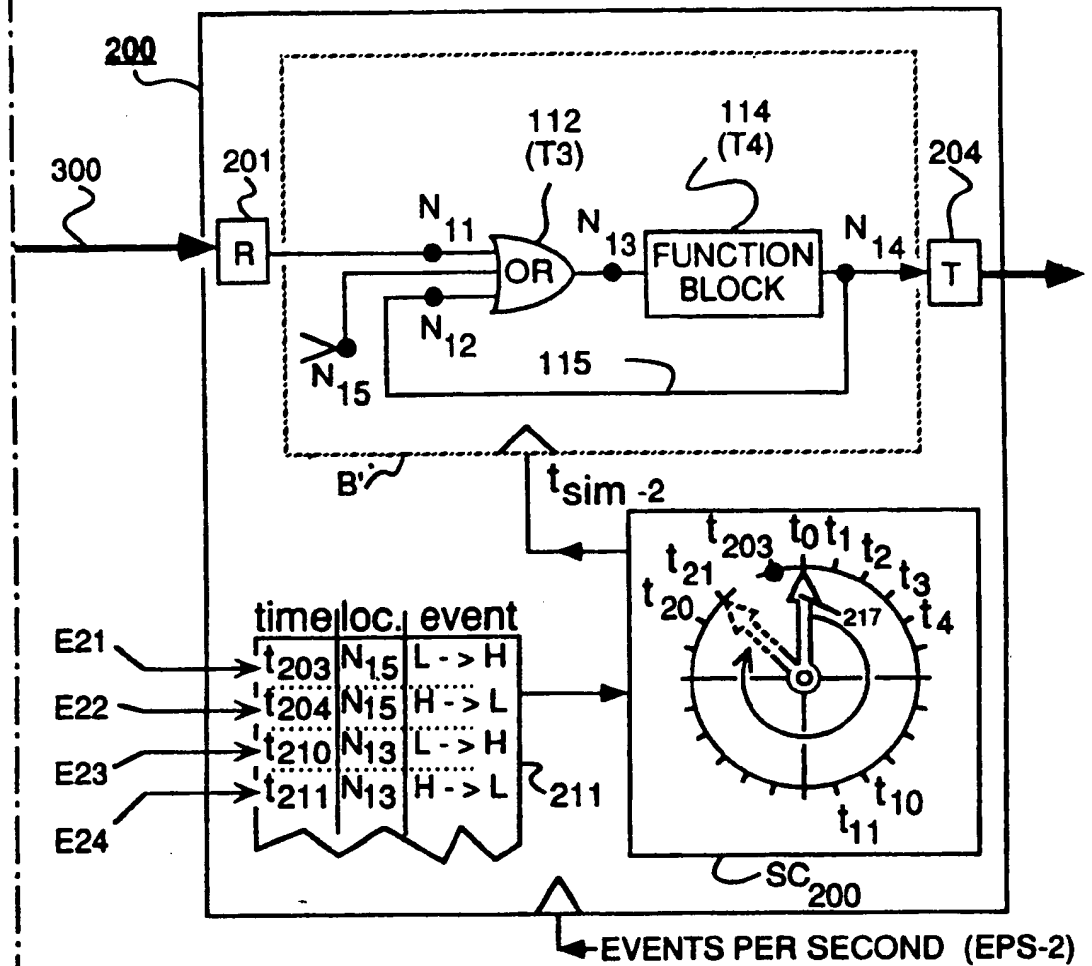 200
300
201
R
112
(T3)
114
(T4)
204
N11
OR
N13
FUNCTION
BLOCK
N14
T
N12
N15
115
B'
tsim -2
time loc. event
E21 t203 N15 L - > H
E22 t204 N15 H - > L
E23 t210 N13 L - > H
E24 t211 N13 H - > L
211
t203 t0 t1 t2 t3 t4
t21
t20
217
t10
t11
SC200
EVENTS PER SECOND (EPS-2)